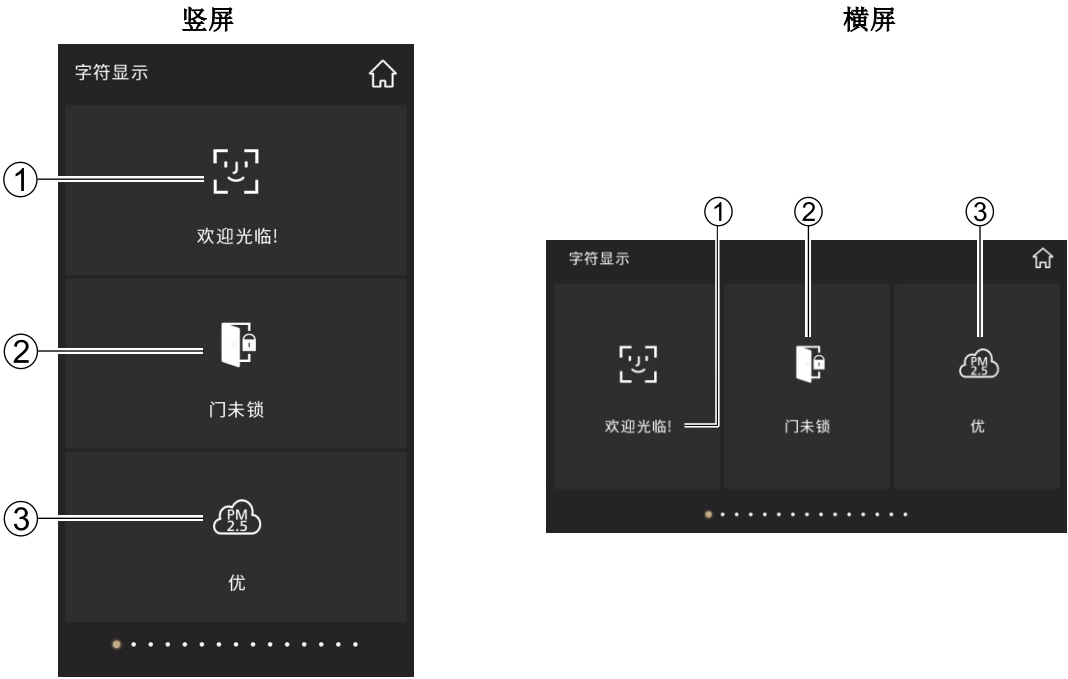 竖屏
字符显示
①
欢迎光临!
②
门未锁
③
PM
2.5
优
横屏
① ② ③
字符显示
PM
2.5
欢迎光临! 门未锁 优